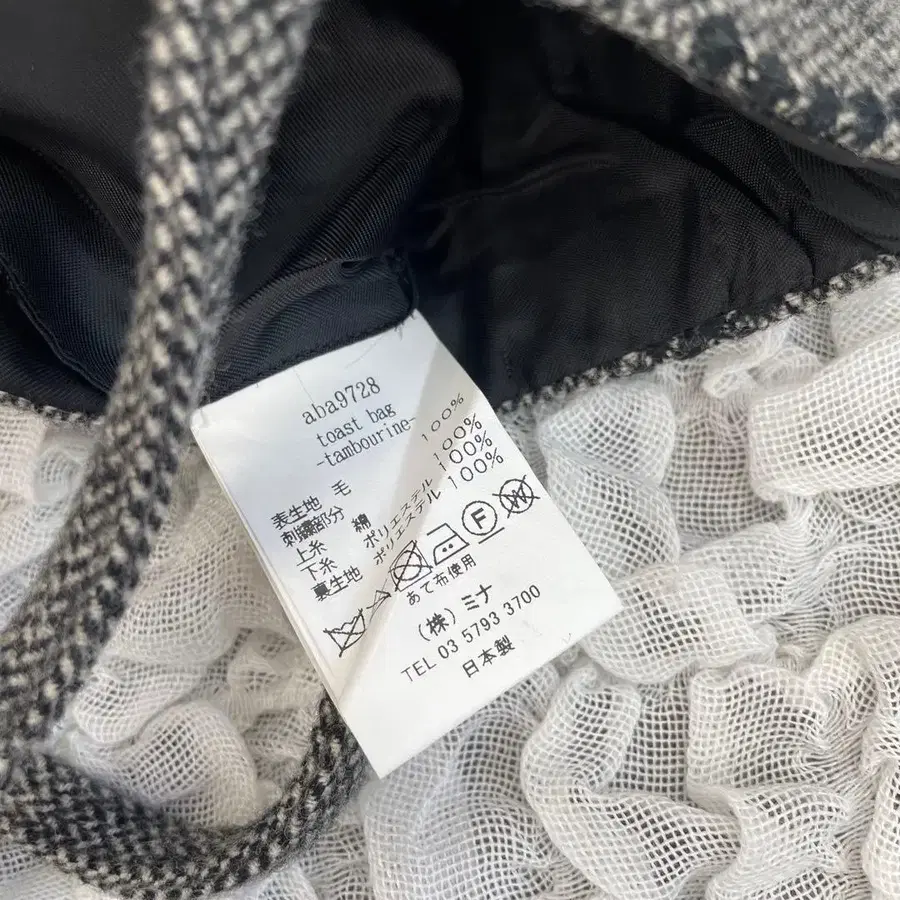 aba9728
toast bag
-tambourine-
表生地 毛 100%
刺繍部分
上糸 綿 100%
下糸 ポリエステル 100%
裏生地 ポリエステル 100%
F W
あて布使用
(株) ミナ
TEL 03 5793 3700
日本製